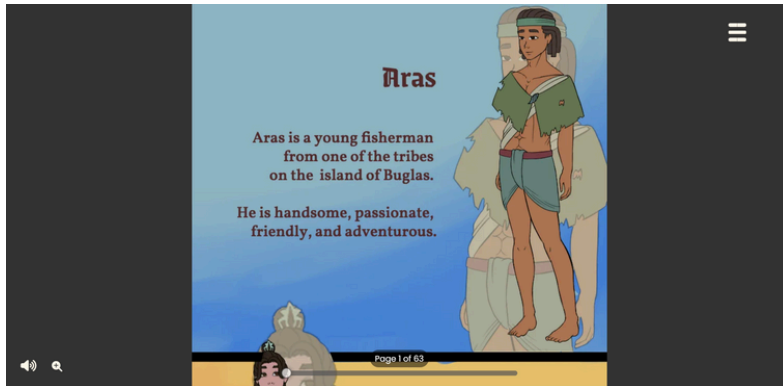 Aras
Aras is a young fisherman
from one of the tribes
on the island of Buglas.
He is handsome, passionate,
friendly, and adventurous.
Page 1 of 63